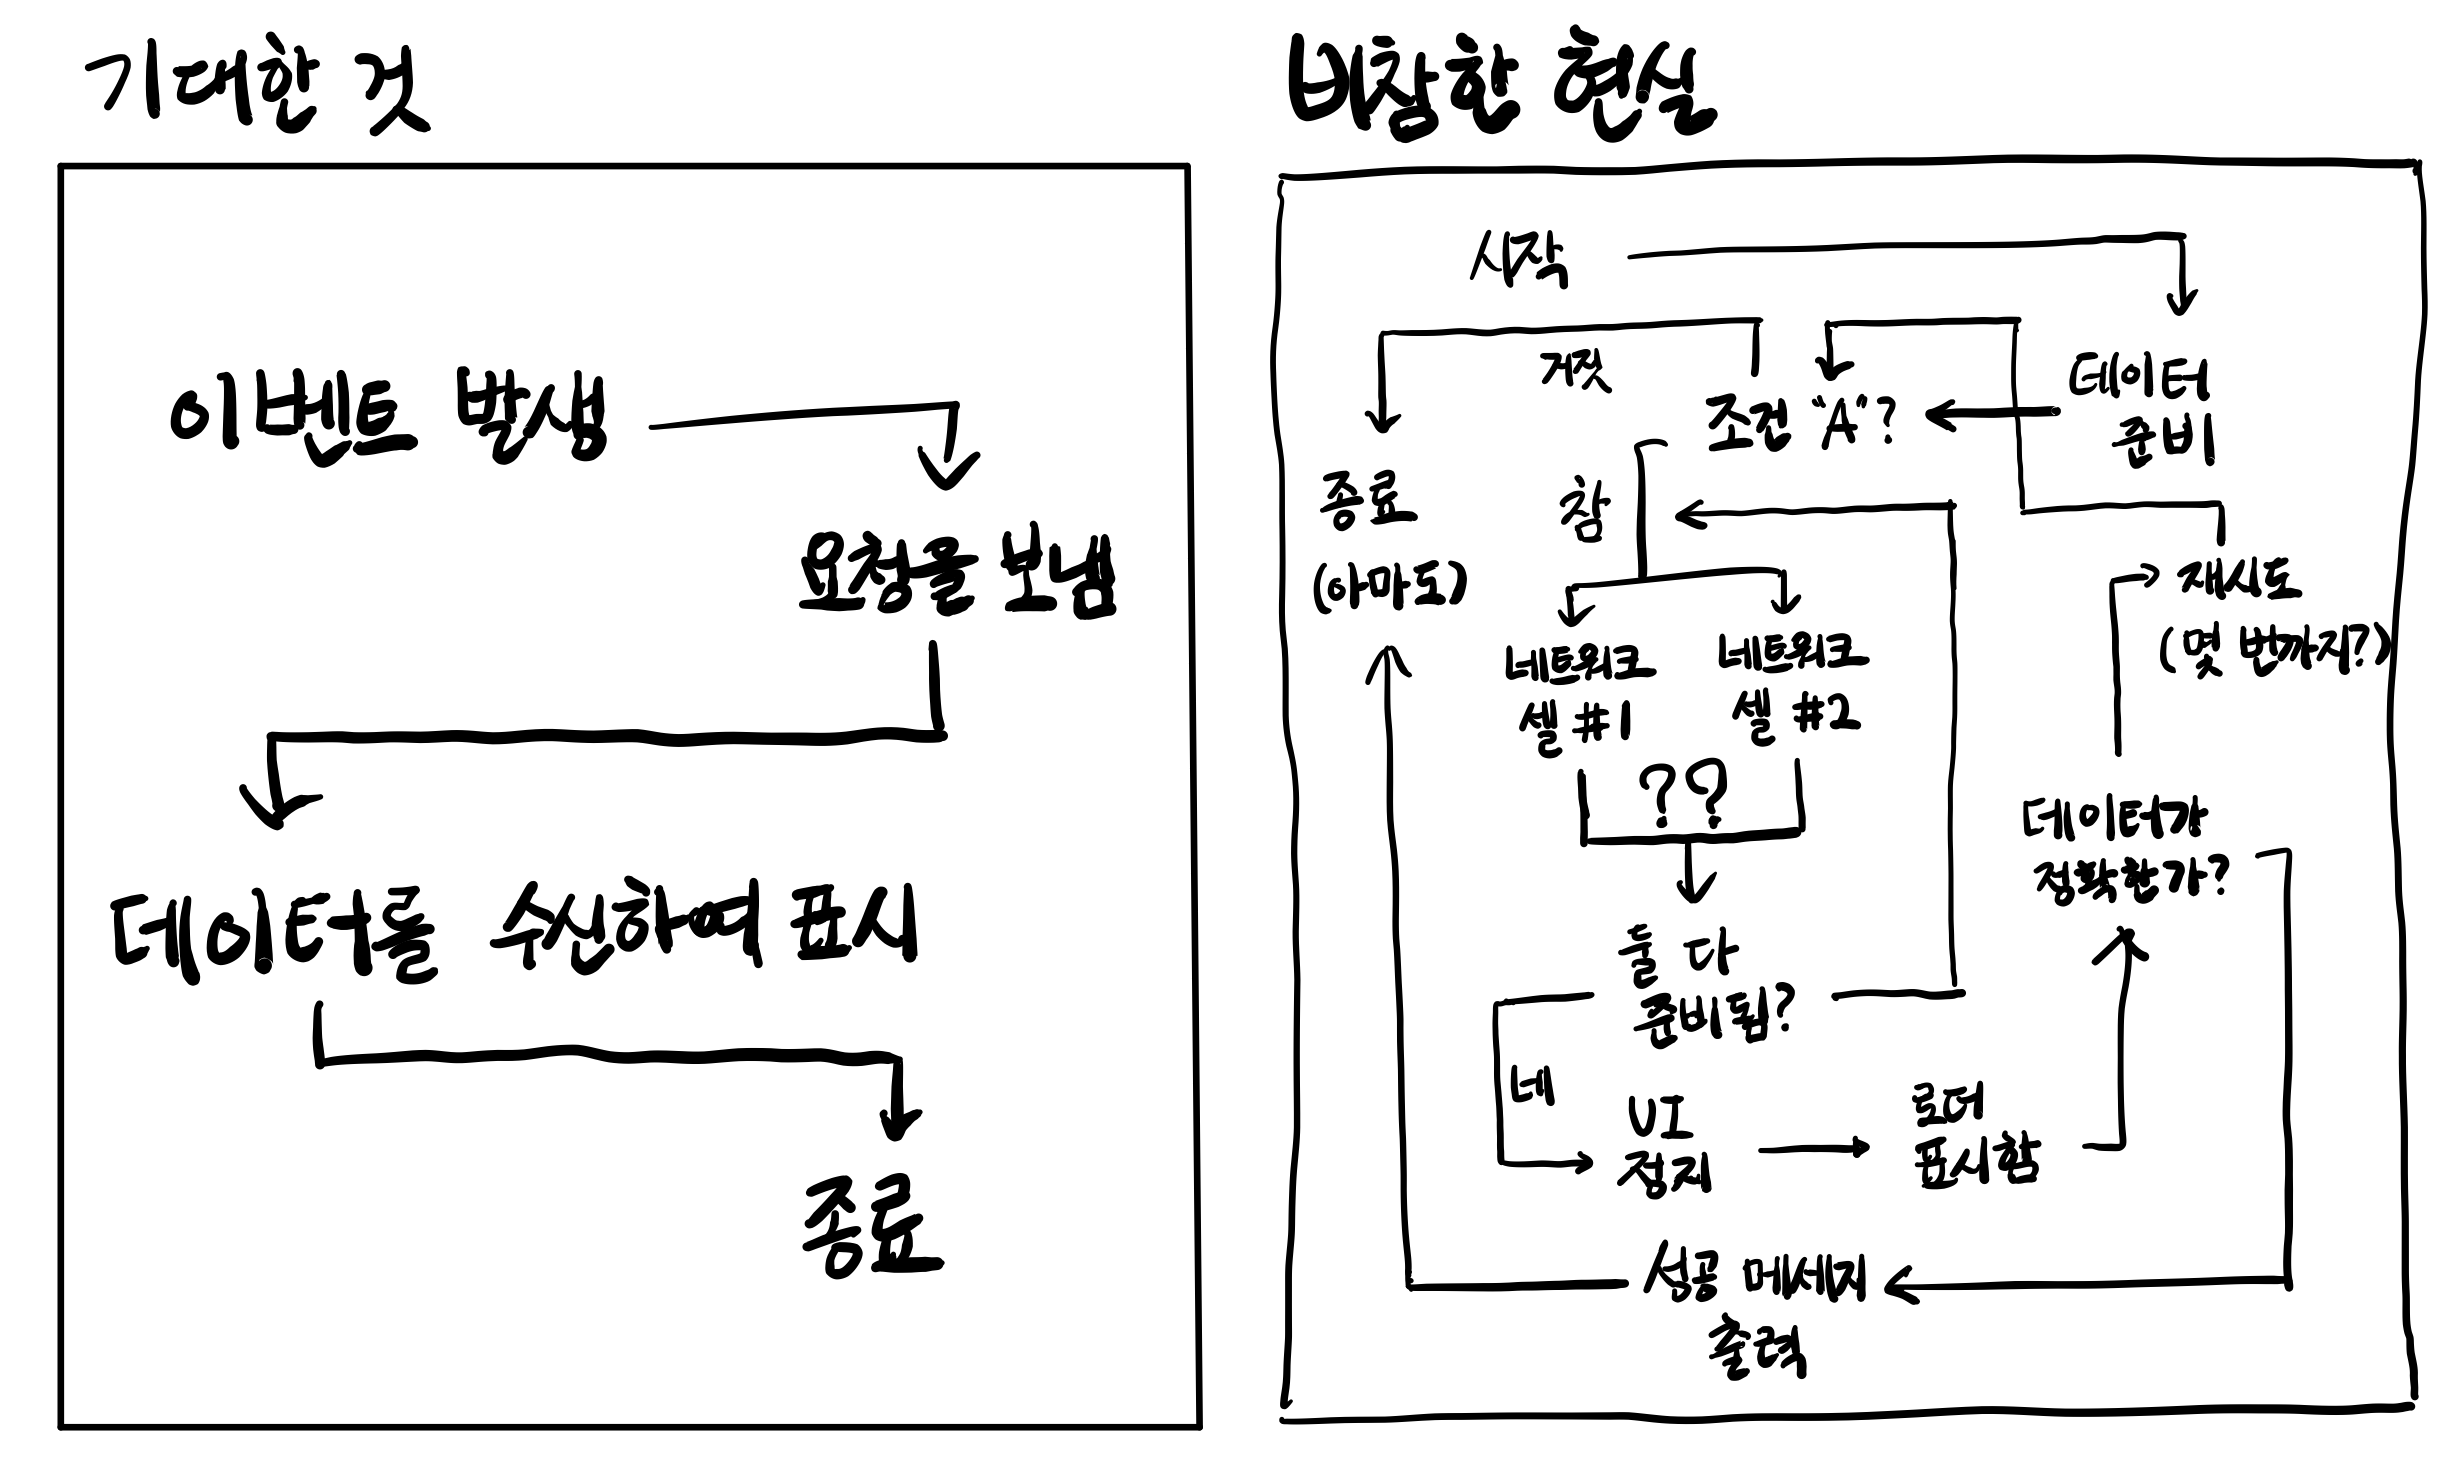 기대한 것
이벤트 발생
요청을 보냄
데이터를 수신하여 표시
종료
냉담한 현실
시작
거짓
조건 "A"?
데이터
준비
종료
(아마도)
참
재시도
(몇 번까지?)
네트워크
셀 #1
네트워크
셀 #2
??
둘 다
준비됨?
데이터가
정확한가?
네
UI
정리
로더
표시함
성공 메세지
출력